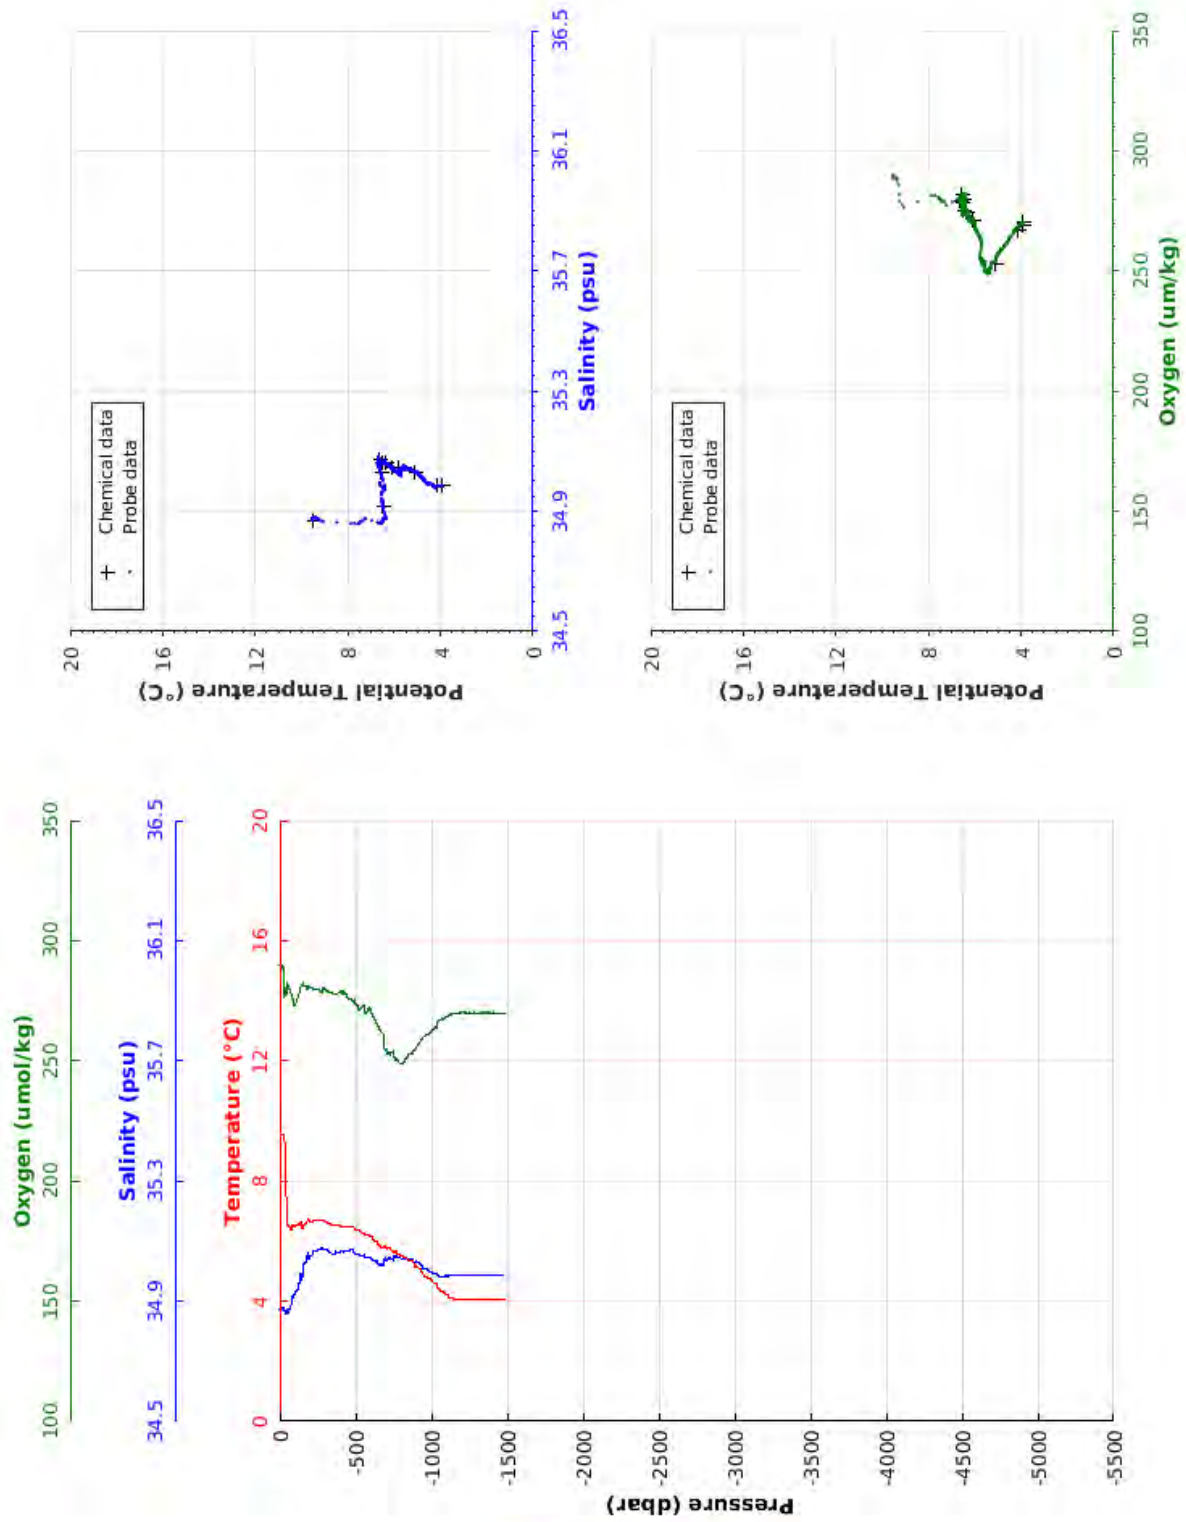 Oxygen (umol/kg)
100 150 200 250 300 350
Salinity (psu)
34.5 34.9 35.3 35.7 36.1 36.5
Temperature (°C)
0 4 8 12 16 20
Pressure (dbar)
0
-500
-1000
-1500
-2000
-2500
-3000
-3500
-4000
-4500
-5000
-5500
Potential Temperature (°C)
20
16
12
8
4
0
Chemical data
Probe data
34.5 34.9 35.3 35.7 36.1 36.5
Salinity (psu)
Potential Temperature (°C)
20
16
12
8
4
0
Chemical data
Probe data
100 150 200 250 300 350
Oxygen (um/kg)